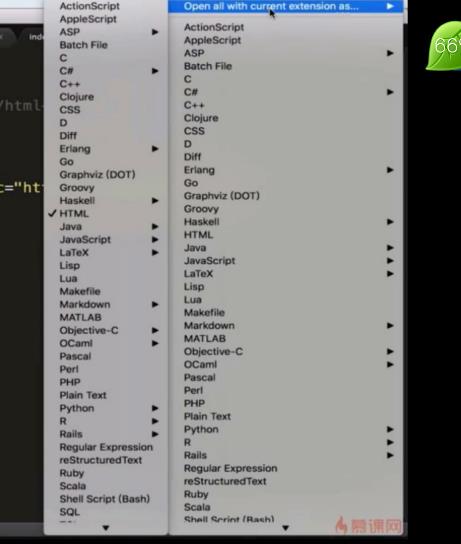 ActionScript
AppleScript
ASP
Batch File
C
C#
C++
Clojure
CSS
D
Diff
Erlang
Go
Graphviz (DOT)
Groovy
Haskell
HTML
Java
JavaScript
LaTeX
Lisp
Lua
Makefile
Markdown
MATLAB
Objective-C
OCaml
Pascal
Perl
PHP
Plain Text
Python
R
Rails
Regular Expression
reStructuredText
Ruby
Scala
Shell Script (Bash)
SQL
Open all with current extension as...
ActionScript
AppleScript
ASP
Batch File
C
C#
C++
Clojure
CSS
D
Diff
Erlang
Go
Graphviz (DOT)
Groovy
Haskell
HTML
Java
JavaScript
LaTeX
Lisp
Lua
Makefile
Markdown
MATLAB
Objective-C
OCaml
Pascal
Perl
PHP
Plain Text
Python
R
Rails
Regular Expression
reStructuredText
Ruby
Scala
Shell Script (Bash)
/html
c="ht
慕课网